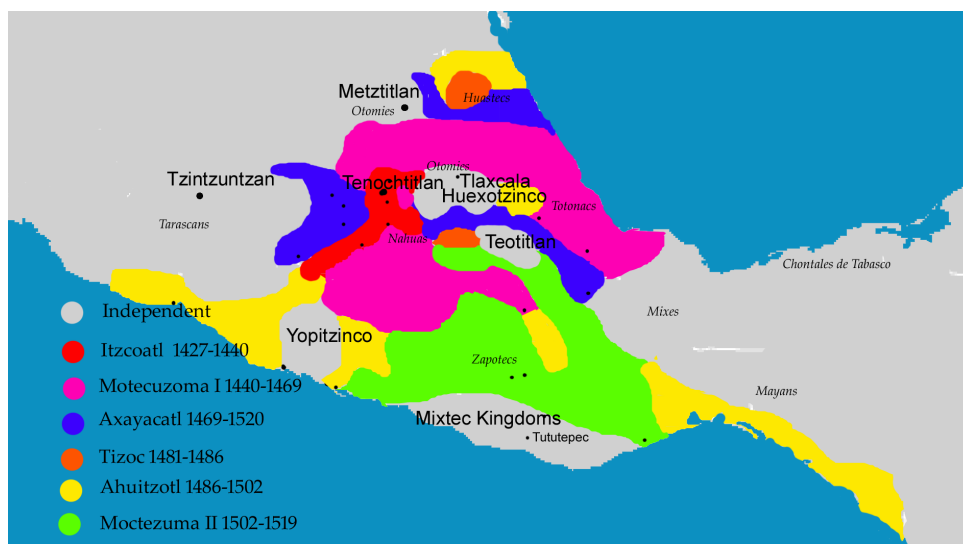 Metztitlan
Otomies
Huastecs
Tzintzuntzan
Tarascans
Otomies
Tenochtitlan
Tlaxcala
Huexotzinco
Totonacs
Nahuas
Teotitlan
Chontales de Tabasco
Mixes
Yopitzinco
Zapotecs
Mayans
Mixtec Kingdoms
Tututepec
Independent
Itzcoatl 1427-1440
Motecuzoma I 1440-1469
Axayacatl 1469-1520
Tizoc 1481-1486
Ahuitzotl 1486-1502
Moctezuma II 1502-1519